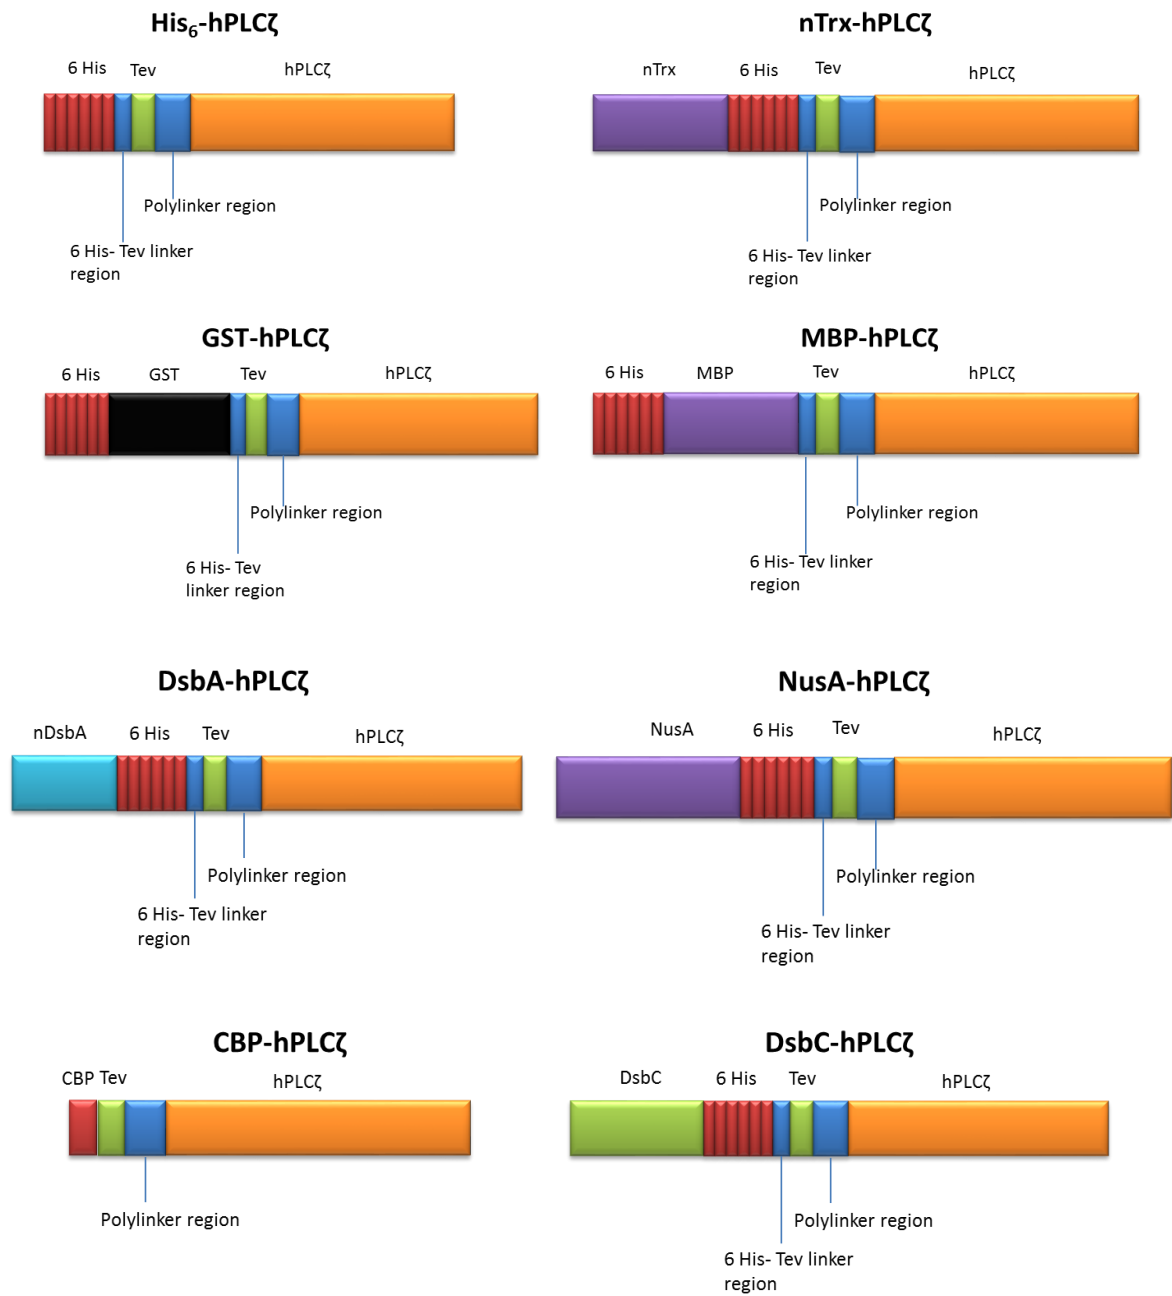 His₆-hPLCζ
6 His
Tev
hPLCζ
Polylinker region
6 His- Tev linker
region
nTrx-hPLCζ
nTrx
6 His
Tev
hPLCζ
Polylinker region
6 His- Tev linker
region
GST-hPLCζ
6 His
GST
Tev
hPLCζ
Polylinker region
6 His- Tev
linker region
MBP-hPLCζ
6 His
MBP
Tev
hPLCζ
Polylinker region
6 His- Tev linker
region
DsbA-hPLCζ
nDsbA
6 His
Tev
hPLCζ
Polylinker region
6 His- Tev linker
region
NusA-hPLCζ
NusA
6 His
Tev
hPLCζ
Polylinker region
6 His- Tev linker
region
CBP-hPLCζ
CBP
Tev
hPLCζ
Polylinker region
DsbC-hPLCζ
DsbC
6 His
Tev
hPLCζ
Polylinker region
6 His- Tev linker
region